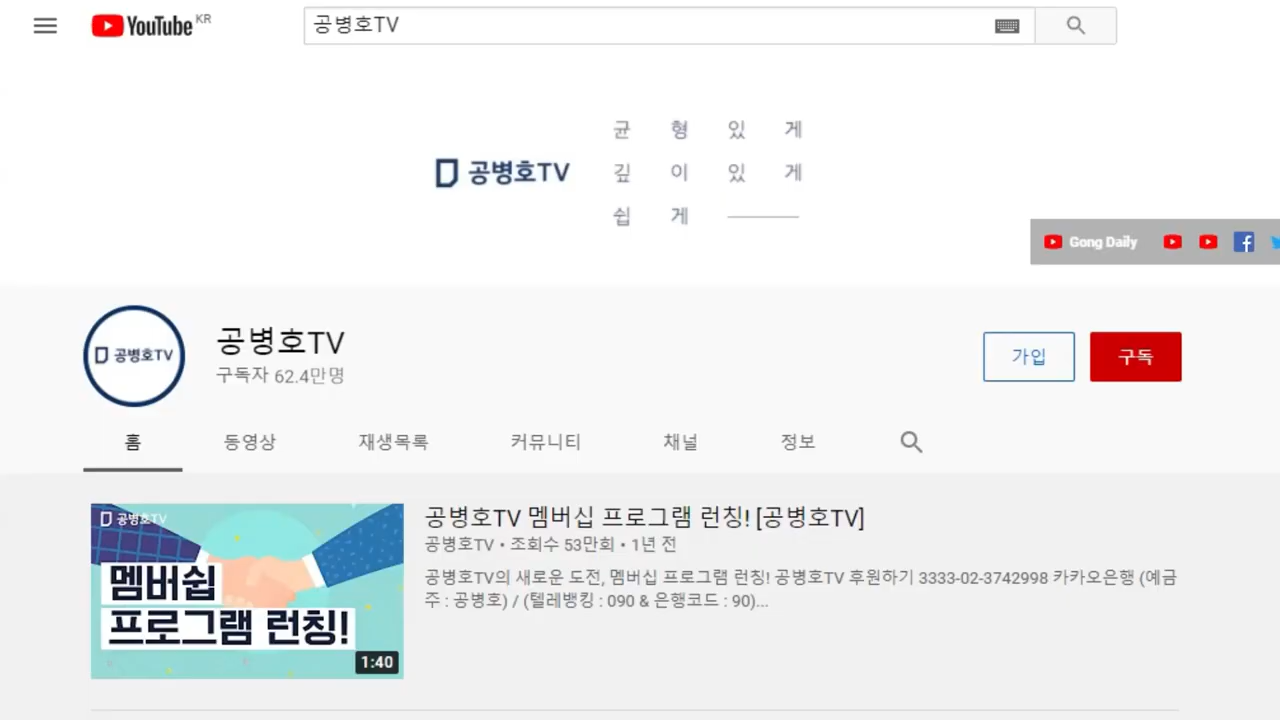 YouTube KR
공병호TV
균 형 있 게
공병호TV
깊 이 있 게
쉽 게
Gong Daily
공병호TV
공병호TV
구독자 62.4만명
가입
구독
홈 동영상 재생목록 커뮤니티 채널 정보
공병호TV
멤버쉽
프로그램 런칭!
1:40
공병호TV 멤버십 프로그램 런칭! [공병호TV]
공병호TV • 조회수 53만회 • 1년 전
공병호TV의 새로운 도전, 멤버십 프로그램 런칭! 공병호TV 후원하기 3333-02-3742998 카카오은행 (예금
주 : 공병호) / (텔레뱅킹 : 090 & 은행코드 : 90)...